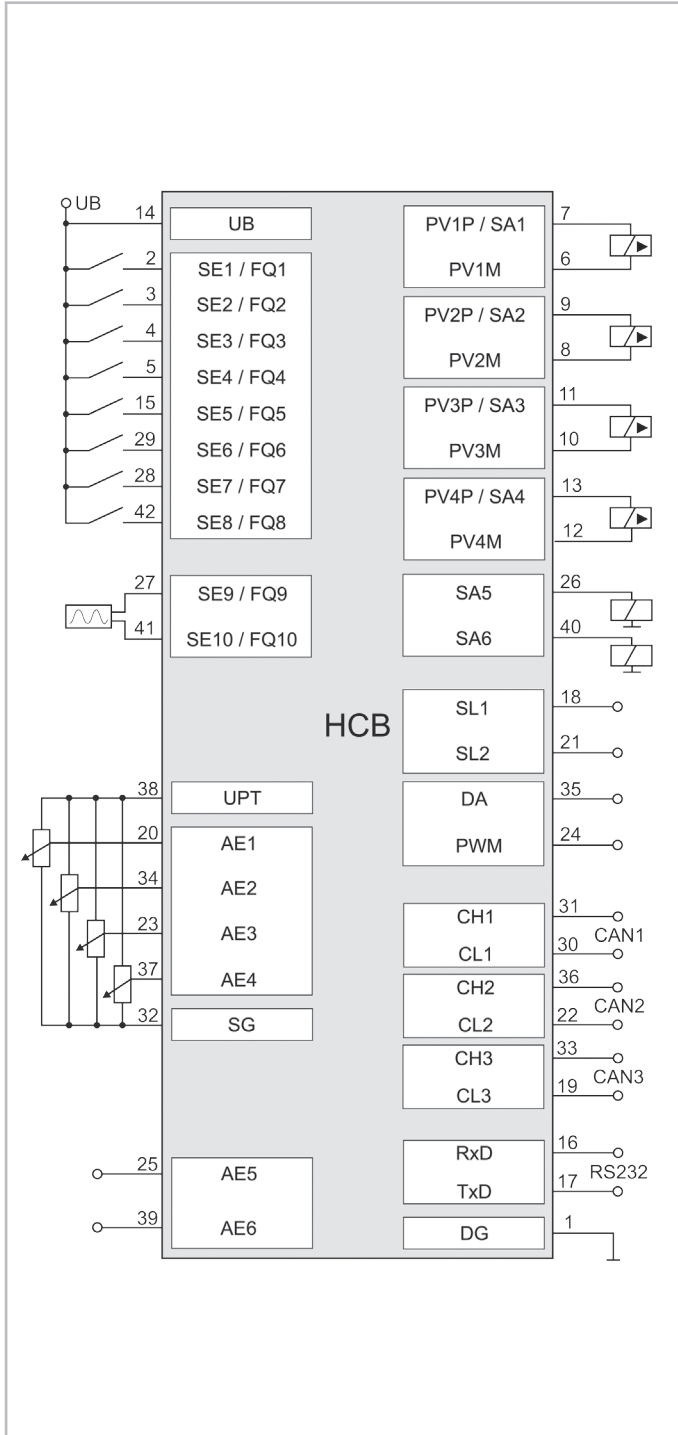 UB
14 UB
2 SE1 / FQ1
3 SE2 / FQ2
4 SE3 / FQ3
5 SE4 / FQ4
15 SE5 / FQ5
29 SE6 / FQ6
28 SE7 / FQ7
42 SE8 / FQ8
27 SE9 / FQ9
41 SE10 / FQ10
38 UPT
20 AE1
34 AE2
23 AE3
37 AE4
32 SG
25 AE5
39 AE6
HCB
PV1P / SA1 7
PV1M 6
PV2P / SA2 9
PV2M 8
PV3P / SA3 11
PV3M 10
PV4P / SA4 13
PV4M 12
SA5 26
SA6 40
SL1 18
SL2 21
DA 35
PWM 24
CH1 31
CAN1
CL1 30
CH2 36
CAN2
CL2 22
CH3 33
CAN3
CL3 19
RxD 16
RS232
TxD 17
DG 1